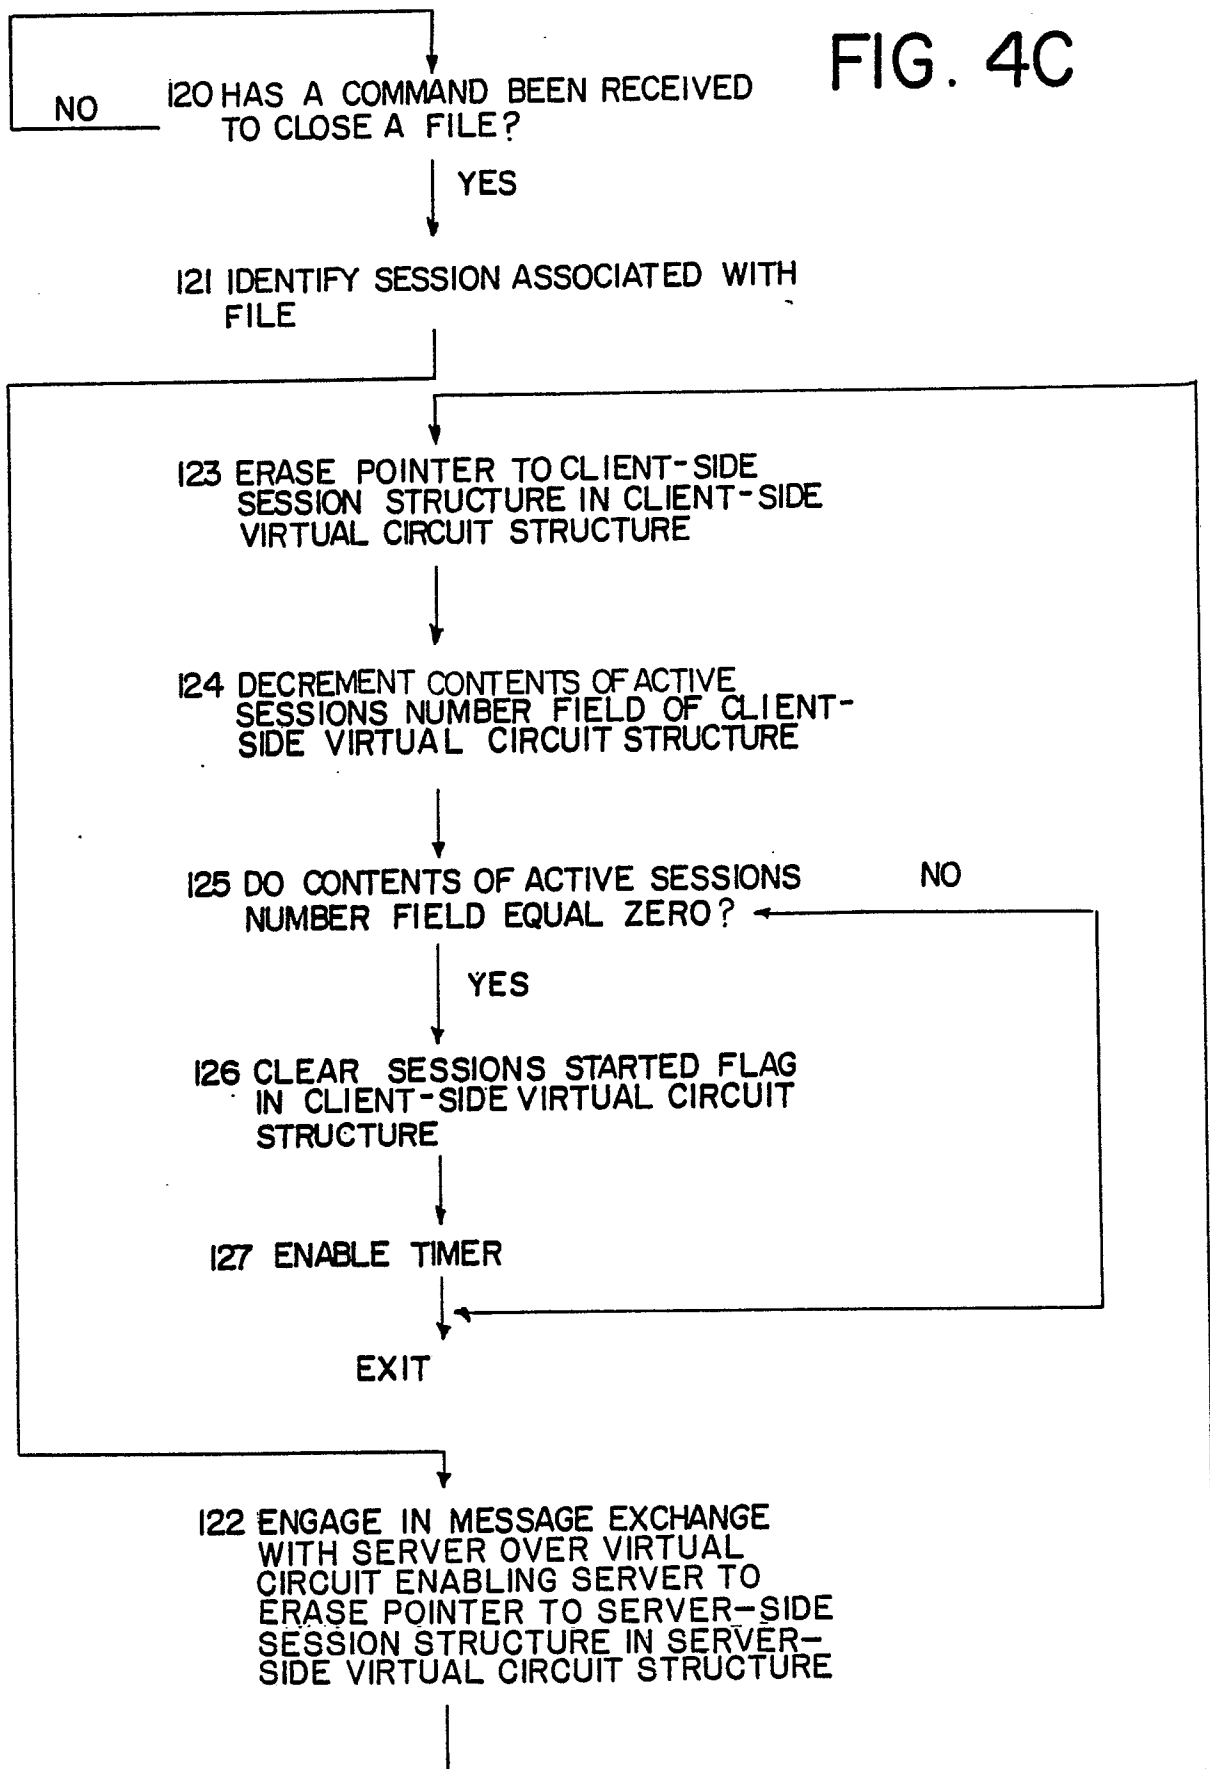 FIG. 4C
120 HAS A COMMAND BEEN RECEIVED
TO CLOSE A FILE?
NO
YES
121 IDENTIFY SESSION ASSOCIATED WITH
FILE
123 ERASE POINTER TO CLIENT-SIDE
SESSION STRUCTURE IN CLIENT-SIDE
VIRTUAL CIRCUIT STRUCTURE
124 DECREMENT CONTENTS OF ACTIVE
SESSIONS NUMBER FIELD OF CLIENT-
SIDE VIRTUAL CIRCUIT STRUCTURE
125 DO CONTENTS OF ACTIVE SESSIONS
NUMBER FIELD EQUAL ZERO?
NO
YES
126 CLEAR SESSIONS STARTED FLAG
IN CLIENT-SIDE VIRTUAL CIRCUIT
STRUCTURE
127 ENABLE TIMER
EXIT
122 ENGAGE IN MESSAGE EXCHANGE
WITH SERVER OVER VIRTUAL
CIRCUIT ENABLING SERVER TO
ERASE POINTER TO SERVER-SIDE
SESSION STRUCTURE IN SERVER-
SIDE VIRTUAL CIRCUIT STRUCTURE